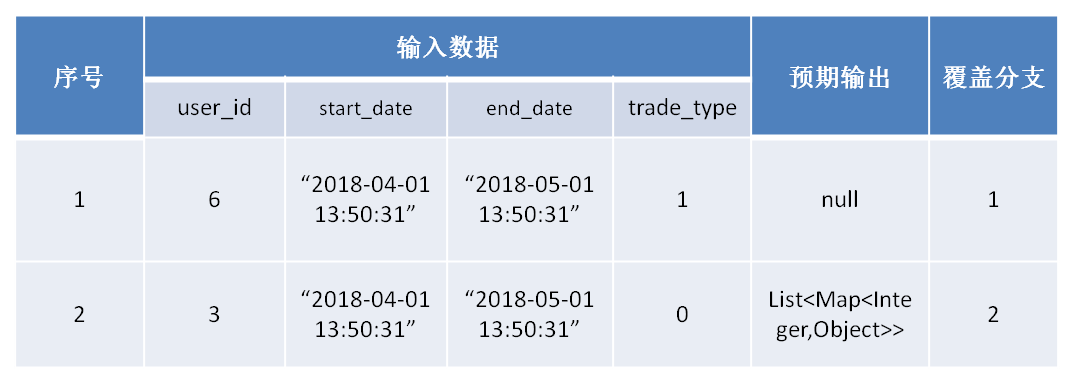 序号
输入数据
预期输出
覆盖分支
user_id
start_date
end_date
trade_type
1
6
“2018-04-01
13:50:31”
“2018-05-01
13:50:31”
1
null
1
2
3
“2018-04-01
13:50:31”
“2018-05-01
13:50:31”
0
List<Map<Inte
ger,Object>>
2